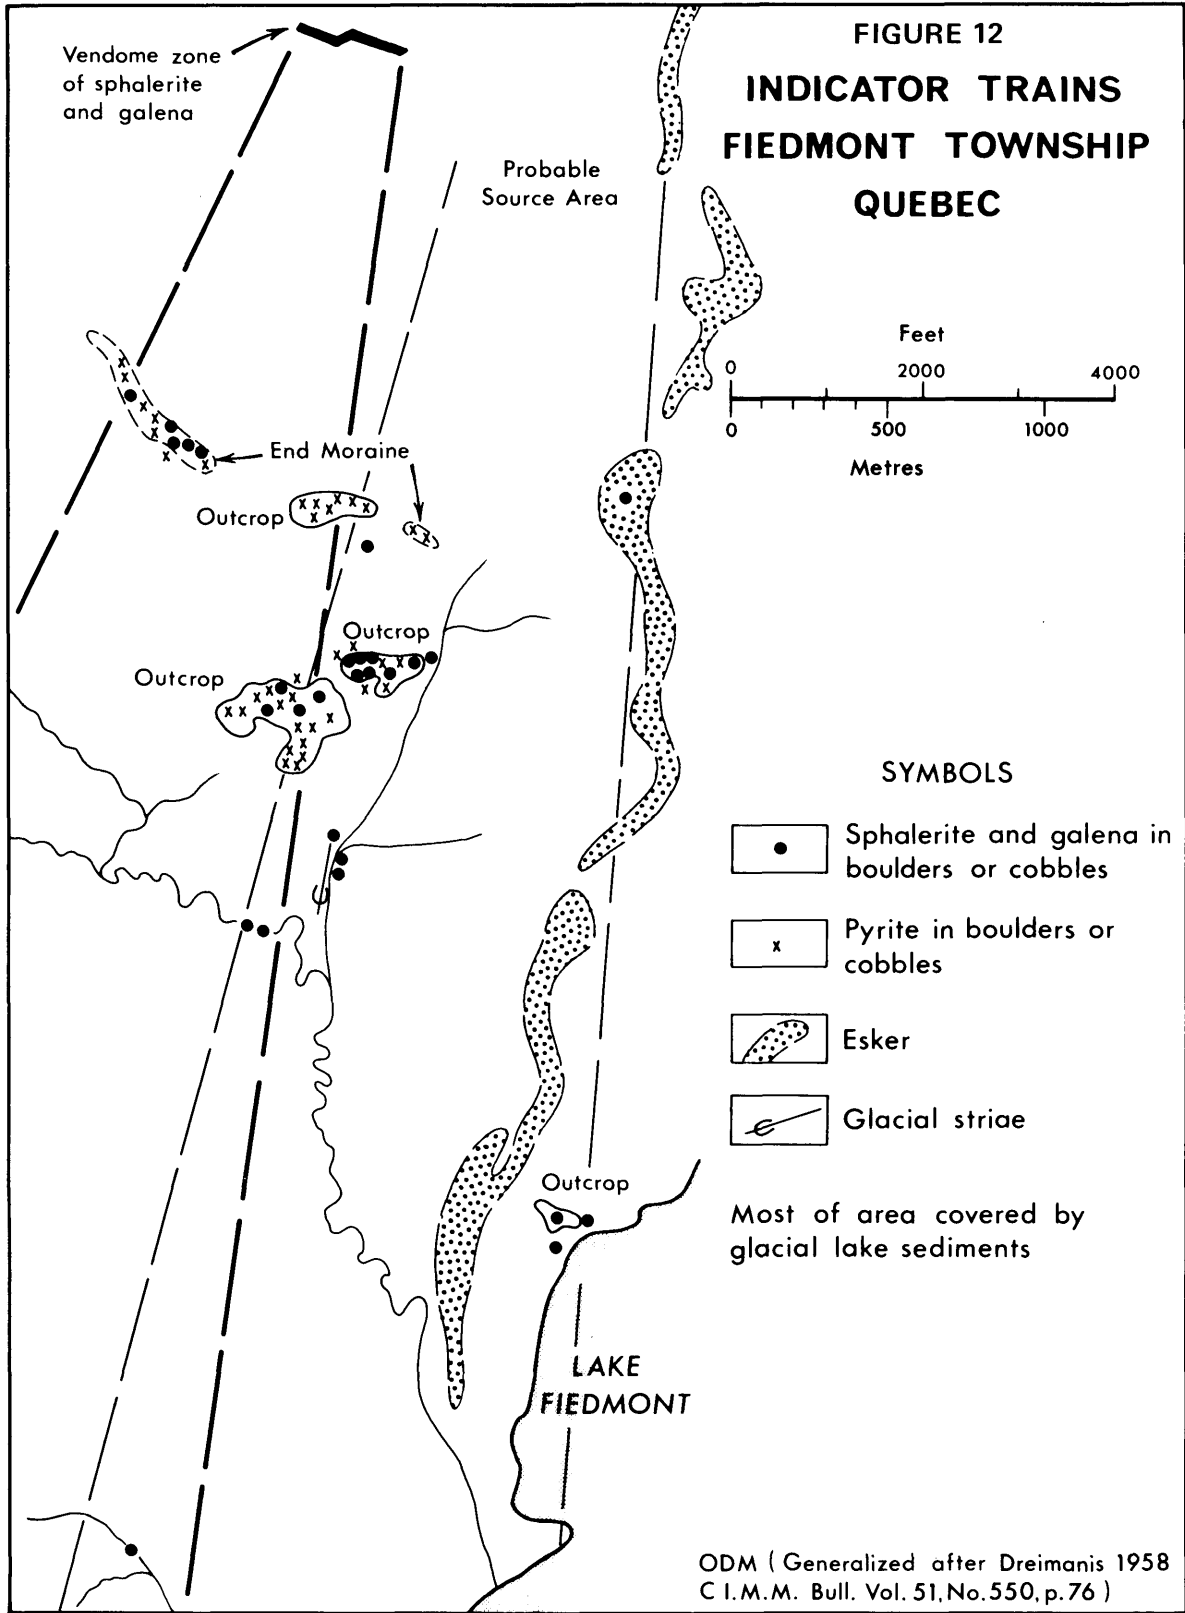 FIGURE 12
INDICATOR TRAINS
FIEDMONT TOWNSHIP
QUEBEC
Vendome zone
of sphalerite
and galena
Probable
Source Area
Feet
0 2000 4000
0 500 1000
Metres
End Moraine
Outcrop
Outcrop
Outcrop
SYMBOLS
Sphalerite and galena in
boulders or cobbles
Pyrite in boulders or
cobbles
Esker
Glacial striae
Outcrop
Most of area covered by
glacial lake sediments
LAKE
FIEDMONT
ODM ( Generalized after Dreimanis 1958
C I.M.M. Bull. Vol. 51, No. 550, p. 76 )